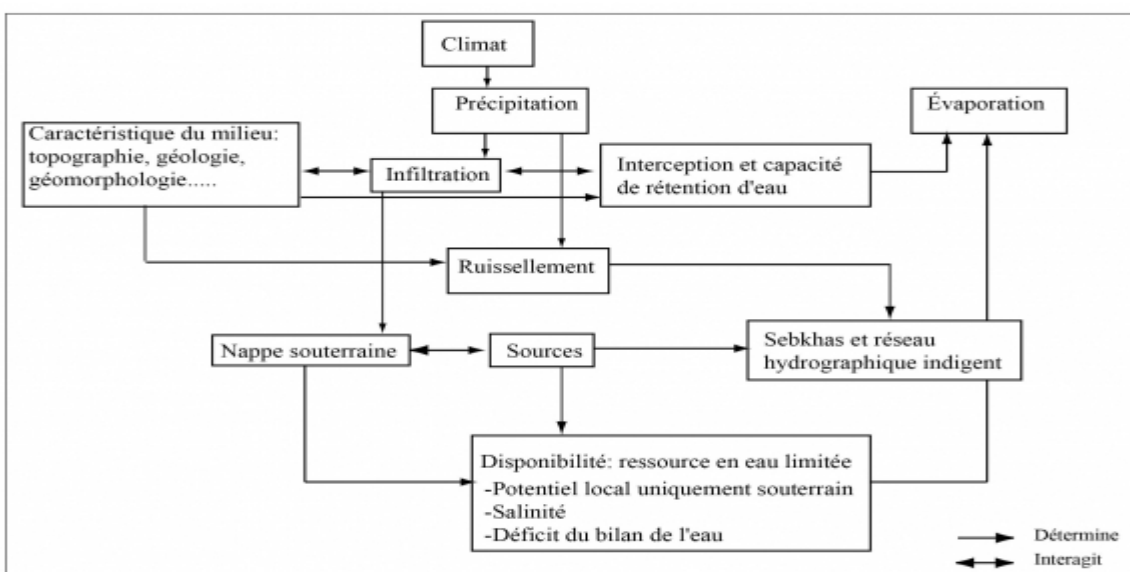 Climat
Précipitation
Évaporation
Caractéristique du milieu:
topographie, géologie,
géomorphologie.....
Infiltration
Interception et capacité
de rétention d'eau
Ruissellement
Nappe souterraine
Sources
Sebkhas et réseau
hydrographique indigent
Disponibilité: ressource en eau limitée
-Potentiel local uniquement souterrain
-Salinité
-Déficit du bilan de l'eau
Détermine
Interagit